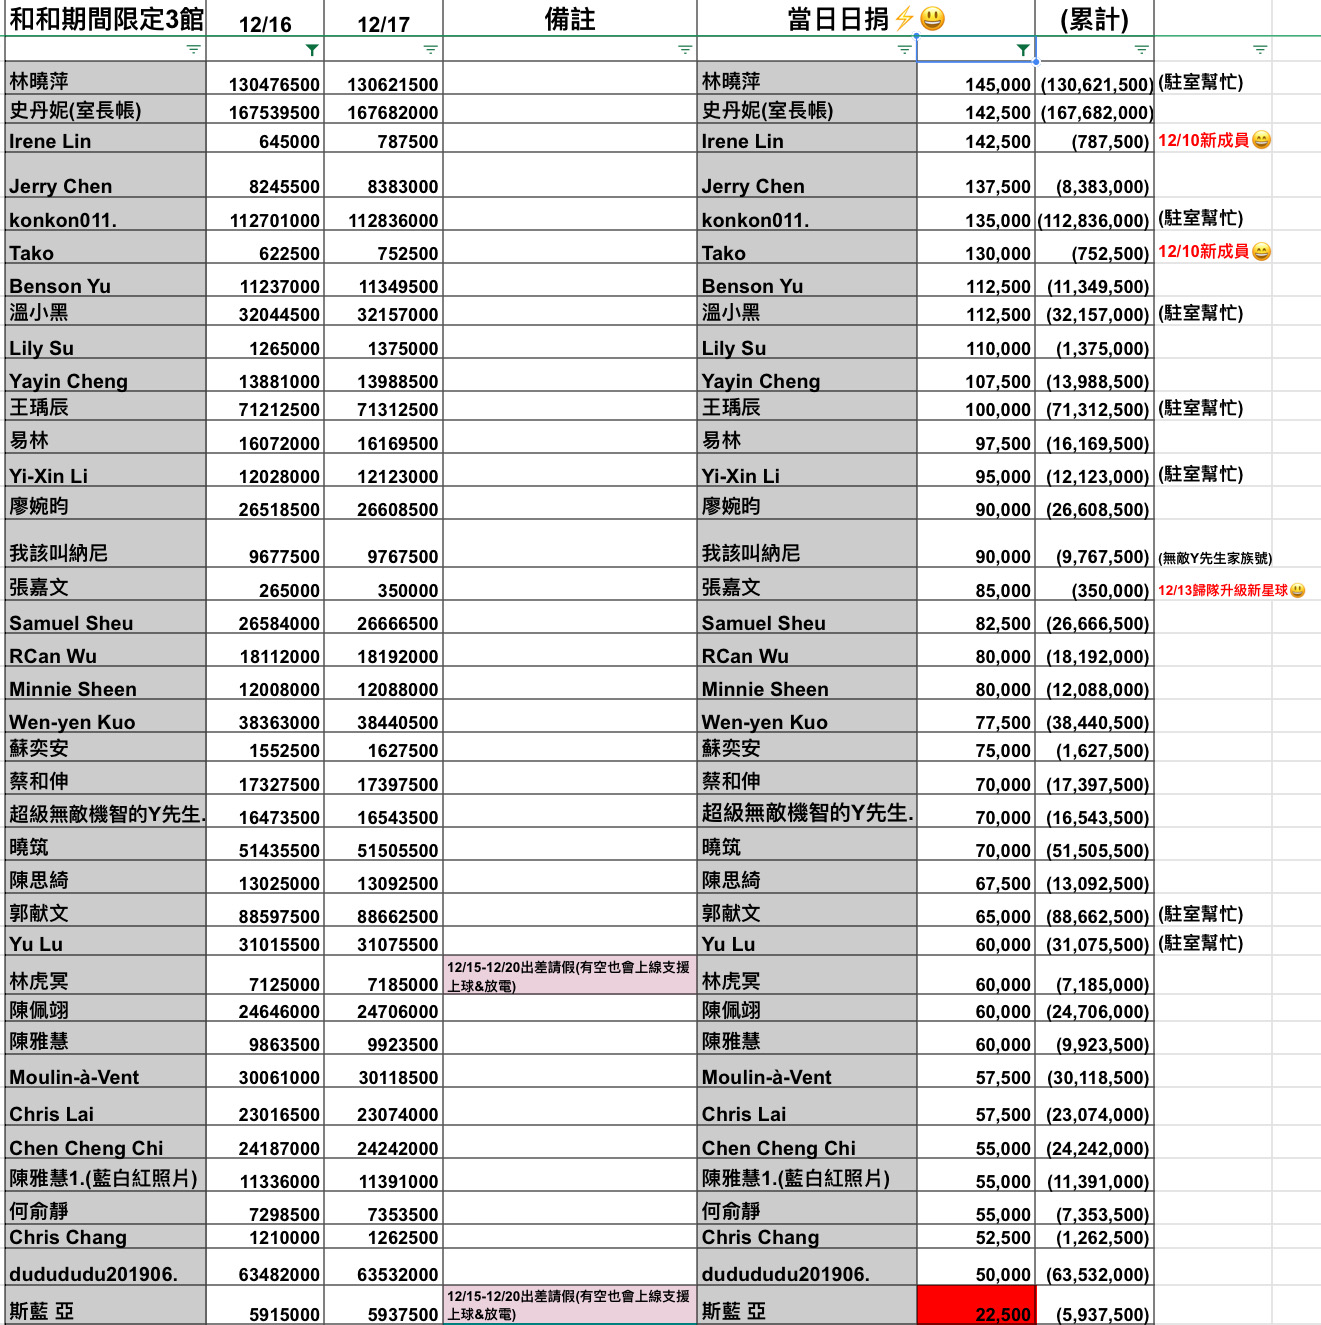 和和期間限定3館 12/16 12/17 備註 當日日捐⚡😃 (累計)
林曉萍 130476500 130621500 林曉萍 145,000 (130,621,500) (駐室幫忙)
史丹妮(室長帳) 167539500 167682000 史丹妮(室長帳) 142,500 (167,682,000)
Irene Lin 645000 787500 Irene Lin 142,500 (787,500) 12/10新成員😄
Jerry Chen 8245500 8383000 Jerry Chen 137,500 (8,383,000)
konkon011. 112701000 112836000 konkon011. 135,000 (112,836,000) (駐室幫忙)
Tako 622500 752500 Tako 130,000 (752,500) 12/10新成員😄
Benson Yu 11237000 11349500 Benson Yu 112,500 (11,349,500)
溫小黑 32044500 32157000 溫小黑 112,500 (32,157,000) (駐室幫忙)
Lily Su 1265000 1375000 Lily Su 110,000 (1,375,000)
Yayin Cheng 13881000 13988500 Yayin Cheng 107,500 (13,988,500)
王瑀辰 71212500 71312500 王瑀辰 100,000 (71,312,500) (駐室幫忙)
易林 16072000 16169500 易林 97,500 (16,169,500)
Yi-Xin Li 12028000 12123000 Yi-Xin Li 95,000 (12,123,000) (駐室幫忙)
廖婉昀 26518500 26608500 廖婉昀 90,000 (26,608,500)
我該叫納尼 9677500 9767500 我該叫納尼 90,000 (9,767,500) (無敵Y先生家族號)
張嘉文 265000 350000 張嘉文 85,000 (350,000) 12/13歸隊升級新星球😃
Samuel Sheu 26584000 26666500 Samuel Sheu 82,500 (26,666,500)
RCan Wu 18112000 18192000 RCan Wu 80,000 (18,192,000)
Minnie Sheen 12008000 12088000 Minnie Sheen 80,000 (12,088,000)
Wen-yen Kuo 38363000 38440500 Wen-yen Kuo 77,500 (38,440,500)
蘇奕安 1552500 1627500 蘇奕安 75,000 (1,627,500)
蔡和伸 17327500 17397500 蔡和伸 70,000 (17,397,500)
超級無敵機智的Y先生. 16473500 16543500 超級無敵機智的Y先生. 70,000 (16,543,500)
曉筑 51435500 51505500 曉筑 70,000 (51,505,500)
陳思綺 13025000 13092500 陳思綺 67,500 (13,092,500)
郭献文 88597500 88662500 郭献文 65,000 (88,662,500) (駐室幫忙)
Yu Lu 31015500 31075500 Yu Lu 60,000 (31,075,500) (駐室幫忙)
林虎冥 7125000 7185000 12/15-12/20出差請假(有空也會上線支援 林虎冥 60,000 (7,185,000)
上球&放電)
陳佩翊 24646000 24706000 陳佩翊 60,000 (24,706,000)
陳雅慧 9863500 9923500 陳雅慧 60,000 (9,923,500)
Moulin-à-Vent 30061000 30118500 Moulin-à-Vent 57,500 (30,118,500)
Chris Lai 23016500 23074000 Chris Lai 57,500 (23,074,000)
Chen Cheng Chi 24187000 24242000 Chen Cheng Chi 55,000 (24,242,000)
陳雅慧1.(藍白紅照片) 11336000 11391000 陳雅慧1.(藍白紅照片) 55,000 (11,391,000)
何俞靜 7298500 7353500 何俞靜 55,000 (7,353,500)
Chris Chang 1210000 1262500 Chris Chang 52,500 (1,262,500)
dudududu201906. 63482000 63532000 dudududu201906. 50,000 (63,532,000)
斯藍 亞 5915000 5937500 12/15-12/20出差請假(有空也會上線支援 斯藍 亞 22,500 (5,937,500)
上球&放電)